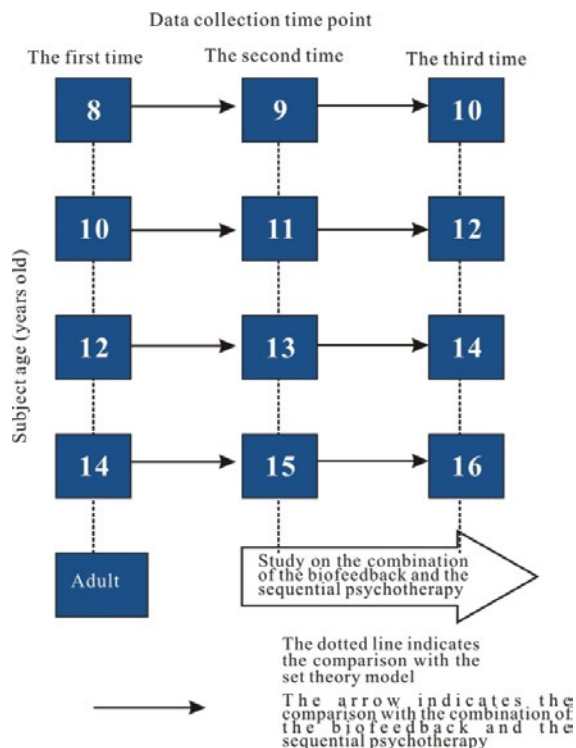 Data collection time point
The first time
The second time
The third time
Subject age (years old)
8
9
10
10
11
12
12
13
14
14
15
16
Adult
Study on the combination
of the biofeedback and the
sequential psychotherapy
The dotted line indicates
the comparison with the
set theory model
The arrow indicates the
comparison with the combination of
the biofeedback and the
sequential psychotherapy